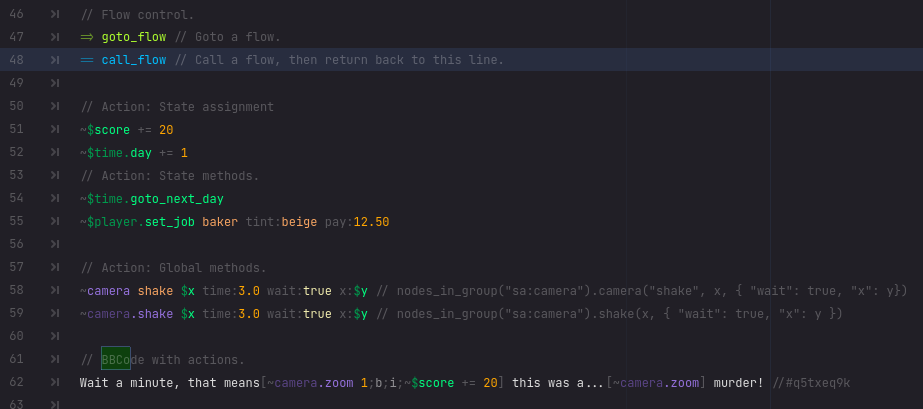 46 // Flow control.
47 => goto_flow // Goto a flow.
48 == call_flow // Call a flow, then return back to this line.
49
50 // Action: State assignment
51 ~$score += 20
52 ~$time.day += 1
53 // Action: State methods.
54 ~$time.goto_next_day
55 ~$player.set_job baker tint:beige pay:12.50
56
57 // Action: Global methods.
58 ~camera shake $x time:3.0 wait:true x:$y // nodes_in_group("sa:camera").camera("shake", x, { "wait": true, "x": y})
59 ~camera.shake $x time:3.0 wait:true x:$y // nodes_in_group("sa:camera").shake(x, { "wait": true, "x": y })
60
61 // BBCode with actions.
62 Wait a minute, that means[~camera.zoom 1;b;i;~$score += 20] this was a...[~camera.zoom] murder! //#q5txeq9k
63